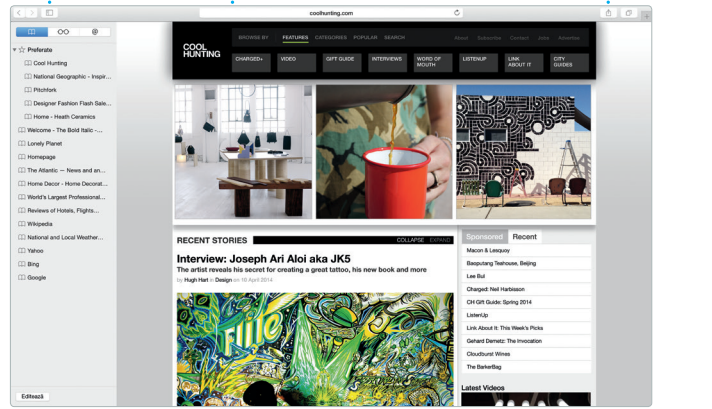 coolhunting.com
Preferate
Cool Hunting
National Geographic - Inspir...
Pitchfork
Designer Fashion Flash Sale...
Home - Heath Ceramics
Welcome - The Bold Italic -...
Lonely Planet
Homepage
The Atlantic — News and an...
Home Decor - Home Decorat...
World's Largest Professional...
Reviews of Hotels, Flights...
Wikipedia
National and Local Weather...
Yahoo
Bing
Google
Editează
COOL
HUNTING
BROWSE BY FEATURES CATEGORIES POPULAR SEARCH About Subscribe Contact Jobs Advertise
CHARGED+ VIDEO GIFT GUIDE INTERVIEWS WORD OF MOUTH LISTENUP LINK ABOUT IT CITY GUIDES
RECENT STORIES COLLAPSE EXPAND
Interview: Joseph Ari Aloi aka JK5
The artist reveals his secret for creating a great tattoo, his new book and more
by Hugh Hart in Design on 10 April 2014
Sponsored Recent
Macon & Lesquoy
Baoputang Teahouse, Beijing
Lee Bul
Charged: Neil Harbisson
CH Gift Guide: Spring 2014
ListenUp
Link About It: This Week's Picks
Gehard Demetz: The Invocation
Cloudburst Wines
The BarkerBag
Latest Videos